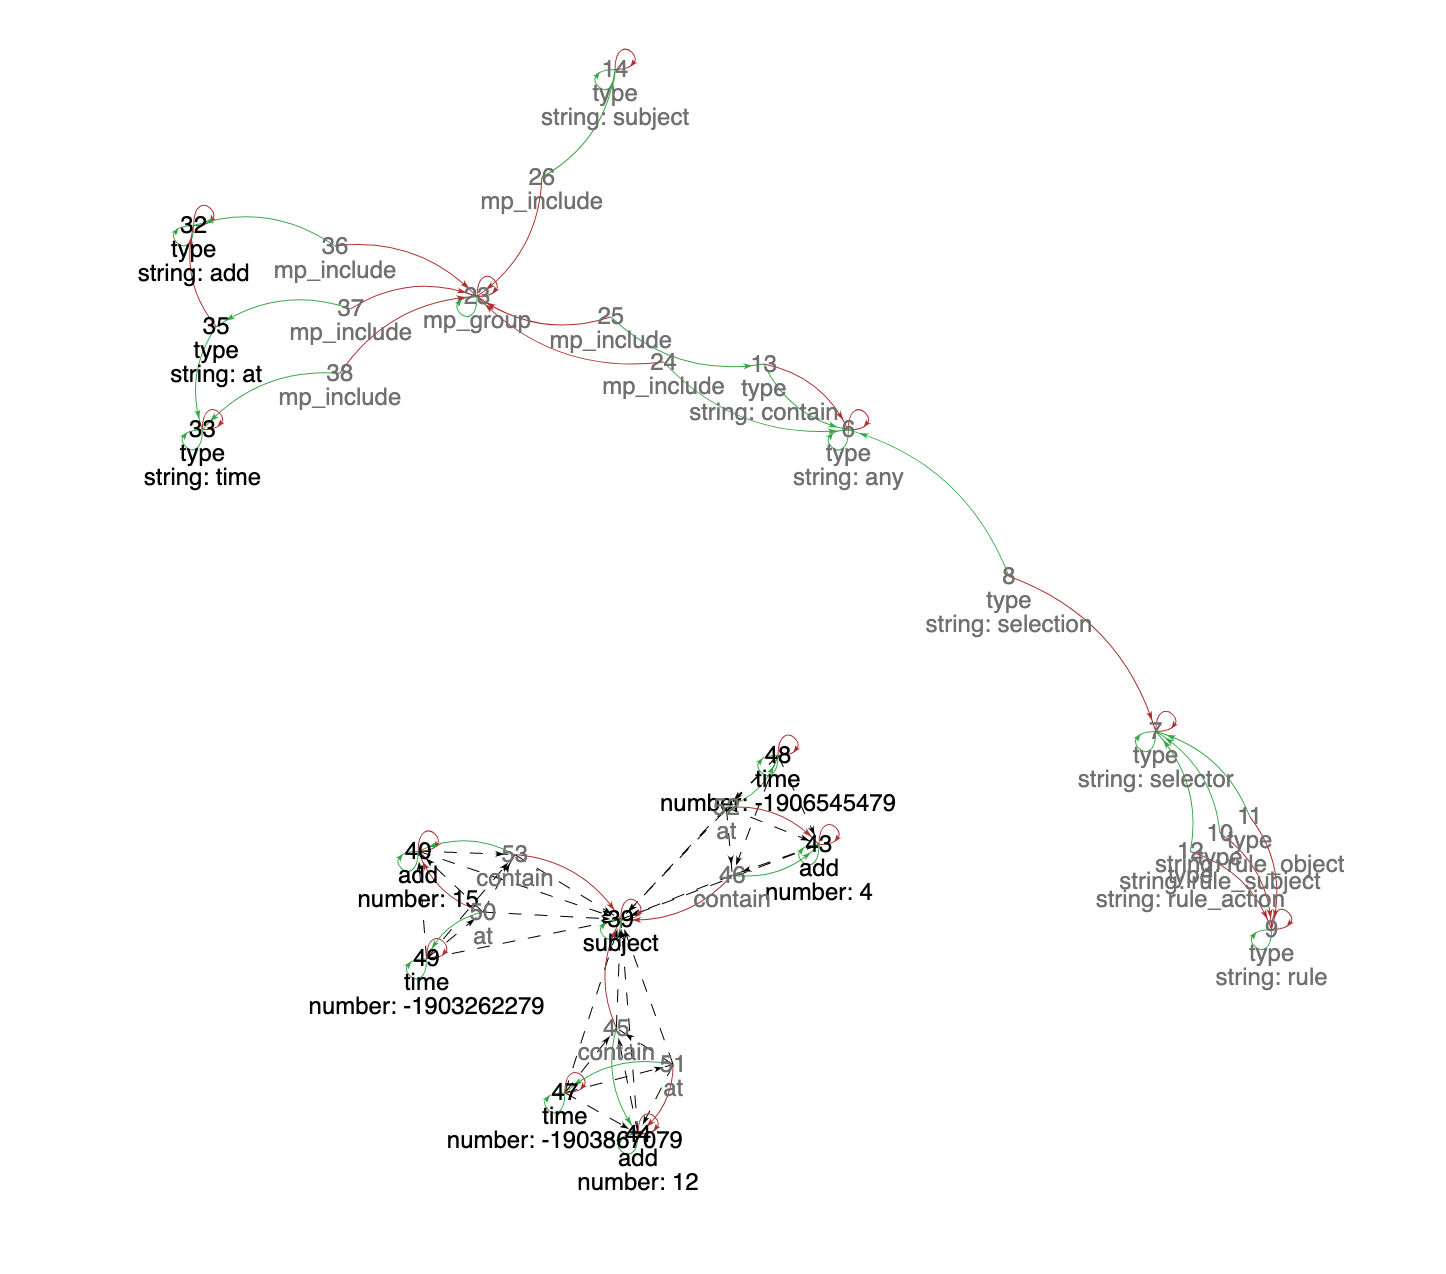 14
type
string: subject
26
mp_include
32
type
string: add
36
mp_include
23
mp_group
37
mp_include
35
type
string: at
38
mp_include
33
type
string: time
25
mp_include
24
mp_include
13
type
string: contain
6
type
string: any
8
type
string: selection
7
type
string: selector
11
type
string: rule_object
10
type
string: rule_subject
12
type
string: rule_action
9
type
string: rule
48
time
number: -1906545479
52
at
43
add
number: 4
46
contain
40
add
number: 15
53
contain
50
at
39
subject
49
time
number: -1903262279
45
contain
51
at
47
time
number: -1903867079
44
add
number: 12